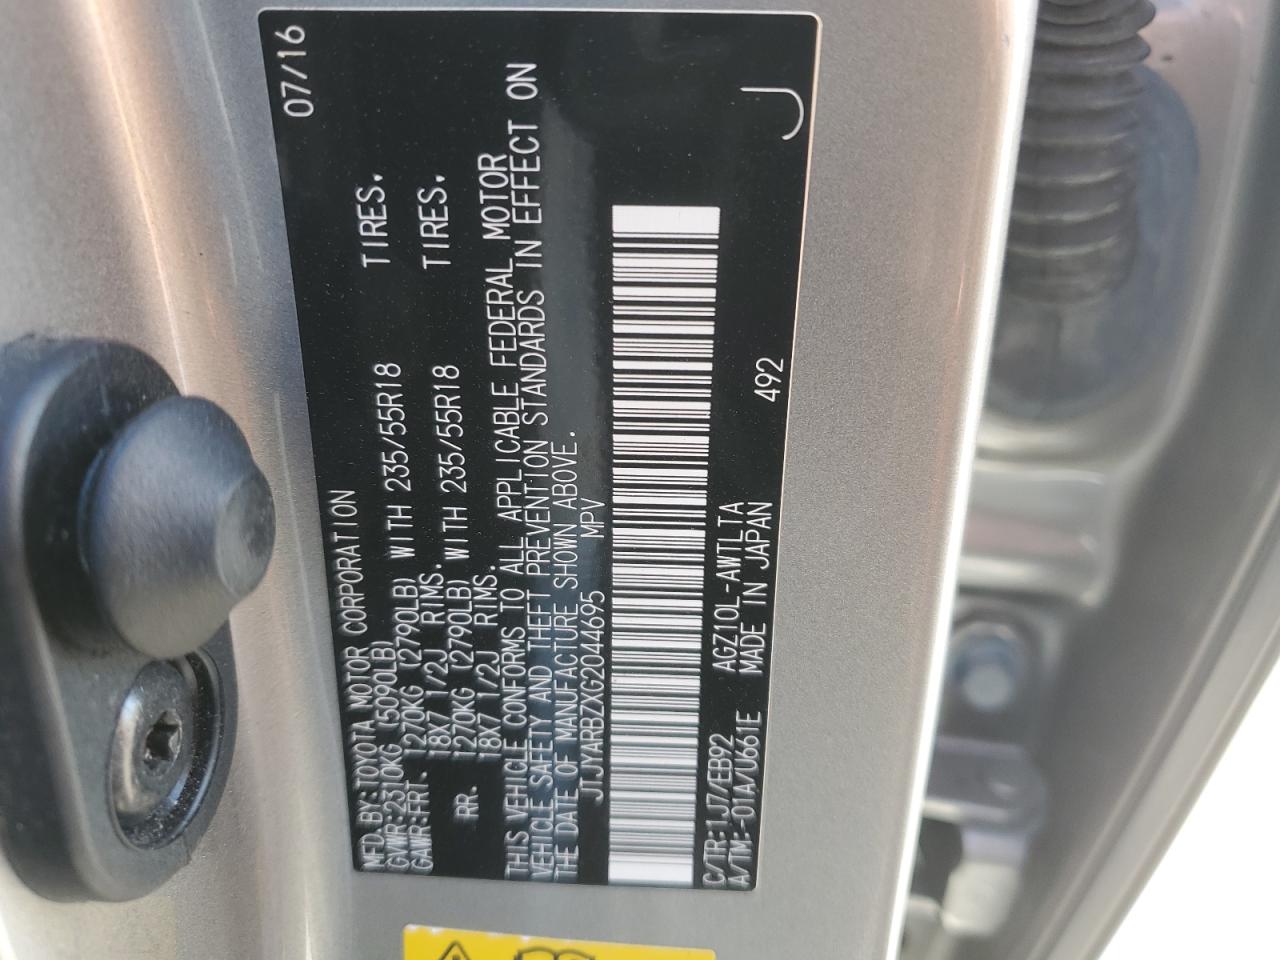 MFD. BY: TOYOTA MOTOR CORPORATION 07/16
GVWR:2310KG (5090LB)
GAWR:FRT. 1270KG (2790LB) WITH 235/55R18 TIRES.
18X7 1/2J RIMS.
RR. 1270KG (2790LB) WITH 235/55R18 TIRES.
18X7 1/2J RIMS.
THIS VEHICLE CONFORMS TO ALL APPLICABLE FEDERAL MOTOR
VEHICLE SAFETY AND THEFT PREVENTION STANDARDS IN EFFECT ON
THE DATE OF MANUFACTURE SHOWN ABOVE.
JTJYARBZXG2044695 MPV
C/TR:1J7/EB92 AGZ10L-AWTLTA 492 J
A/TM:-01A/U661E MADE IN JAPAN